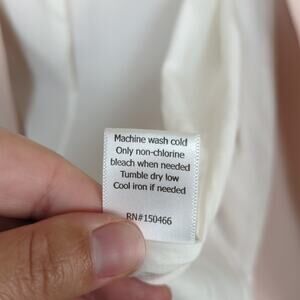 Machine wash cold
Only non-chlorine
bleach when needed
Tumble dry low
Cool iron if needed
RN#150466